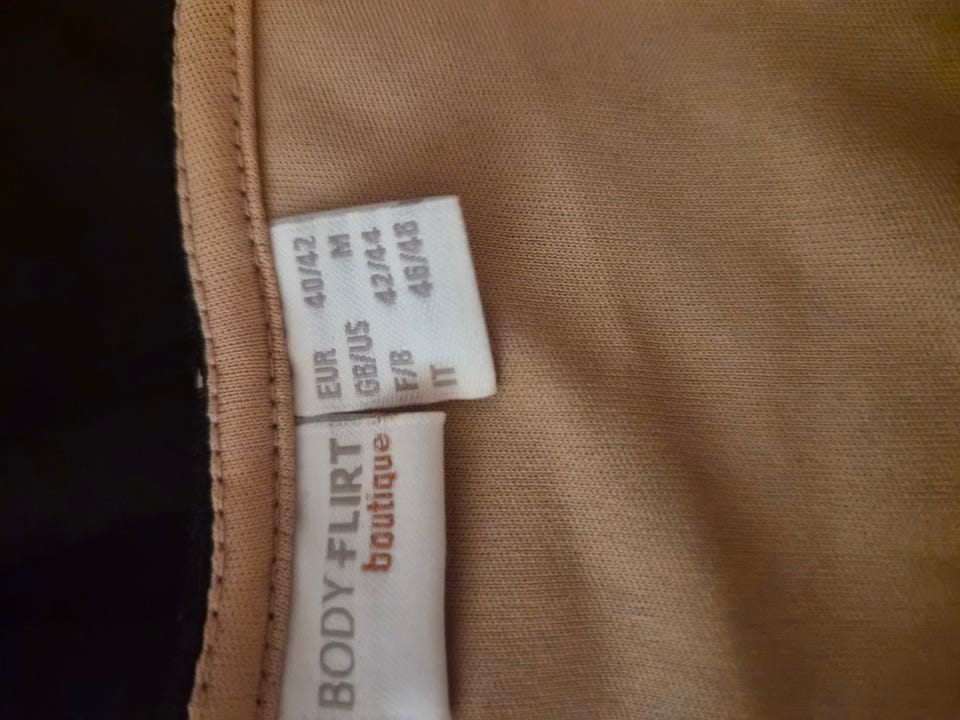 EUR 40/42
GB/US M
F/B 42/44
IT 46/48
BODY FLIRT
boutique